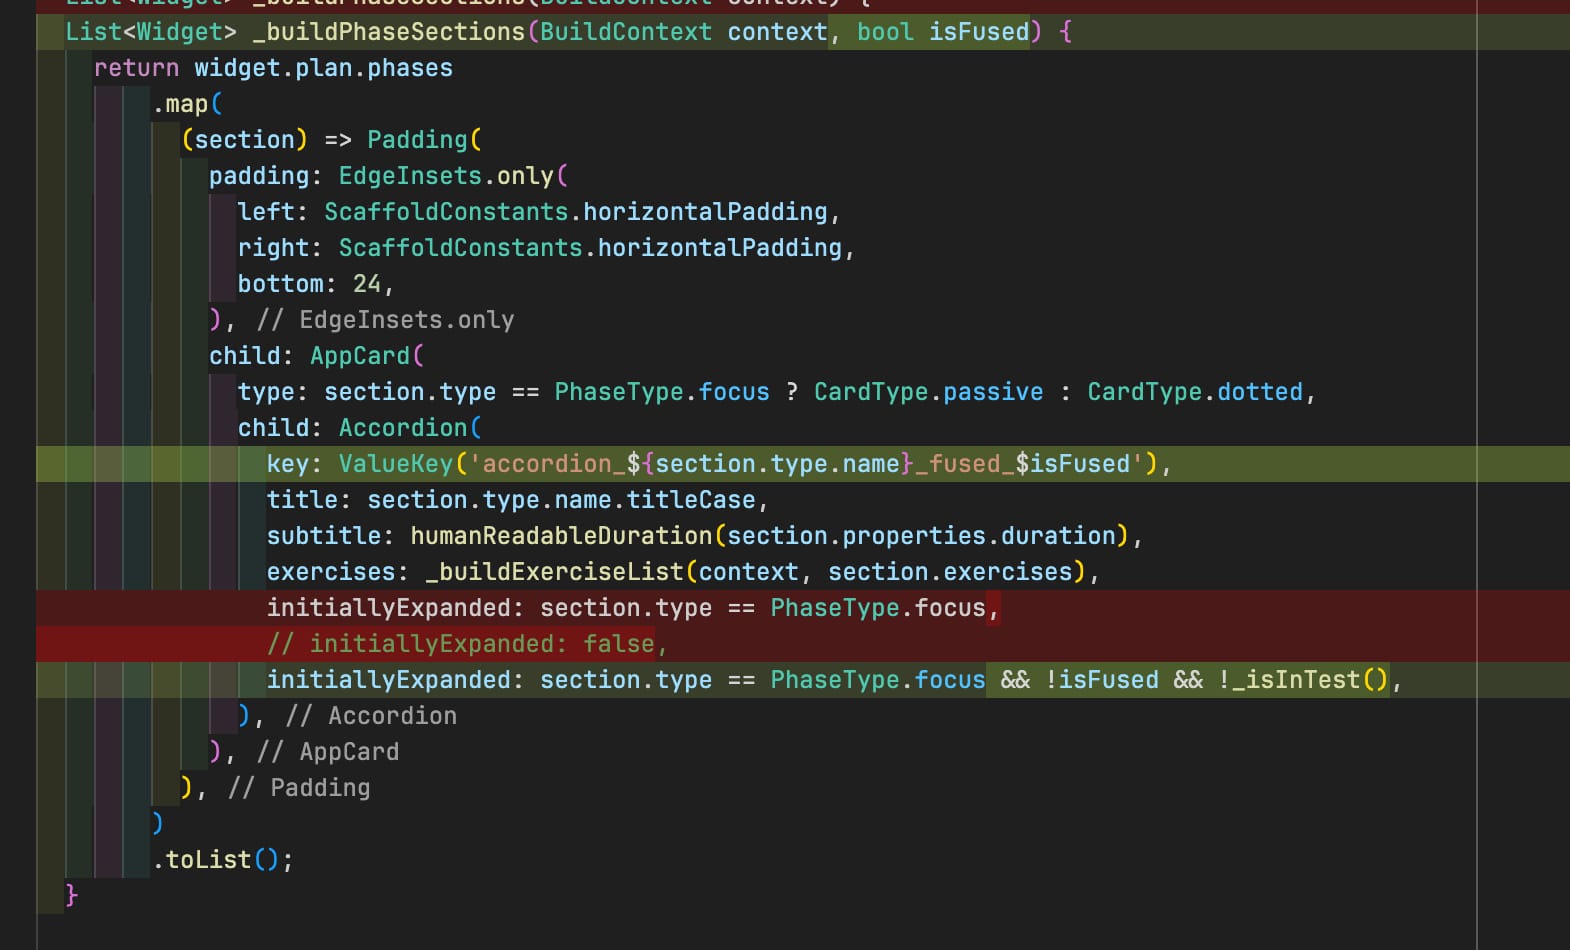 List<Widget> _buildPhaseSections(BuildContext context) {
List<Widget> _buildPhaseSections(BuildContext context, bool isFused) {
return widget.plan.phases
.map(
(section) => Padding(
padding: EdgeInsets.only(
left: ScaffoldConstants.horizontalPadding,
right: ScaffoldConstants.horizontalPadding,
bottom: 24,
), // EdgeInsets.only
child: AppCard(
type: section.type == PhaseType.focus ? CardType.passive : CardType.dotted,
child: Accordion(
key: ValueKey('accordion_${section.type.name}_fused_$isFused'),
title: section.type.name.titleCase,
subtitle: humanReadableDuration(section.properties.duration),
exercises: _buildExerciseList(context, section.exercises),
initiallyExpanded: section.type == PhaseType.focus,
// initiallyExpanded: false,
initiallyExpanded: section.type == PhaseType.focus && !isFused && !_isInTest(),
), // Accordion
), // AppCard
), // Padding
)
.toList();
}